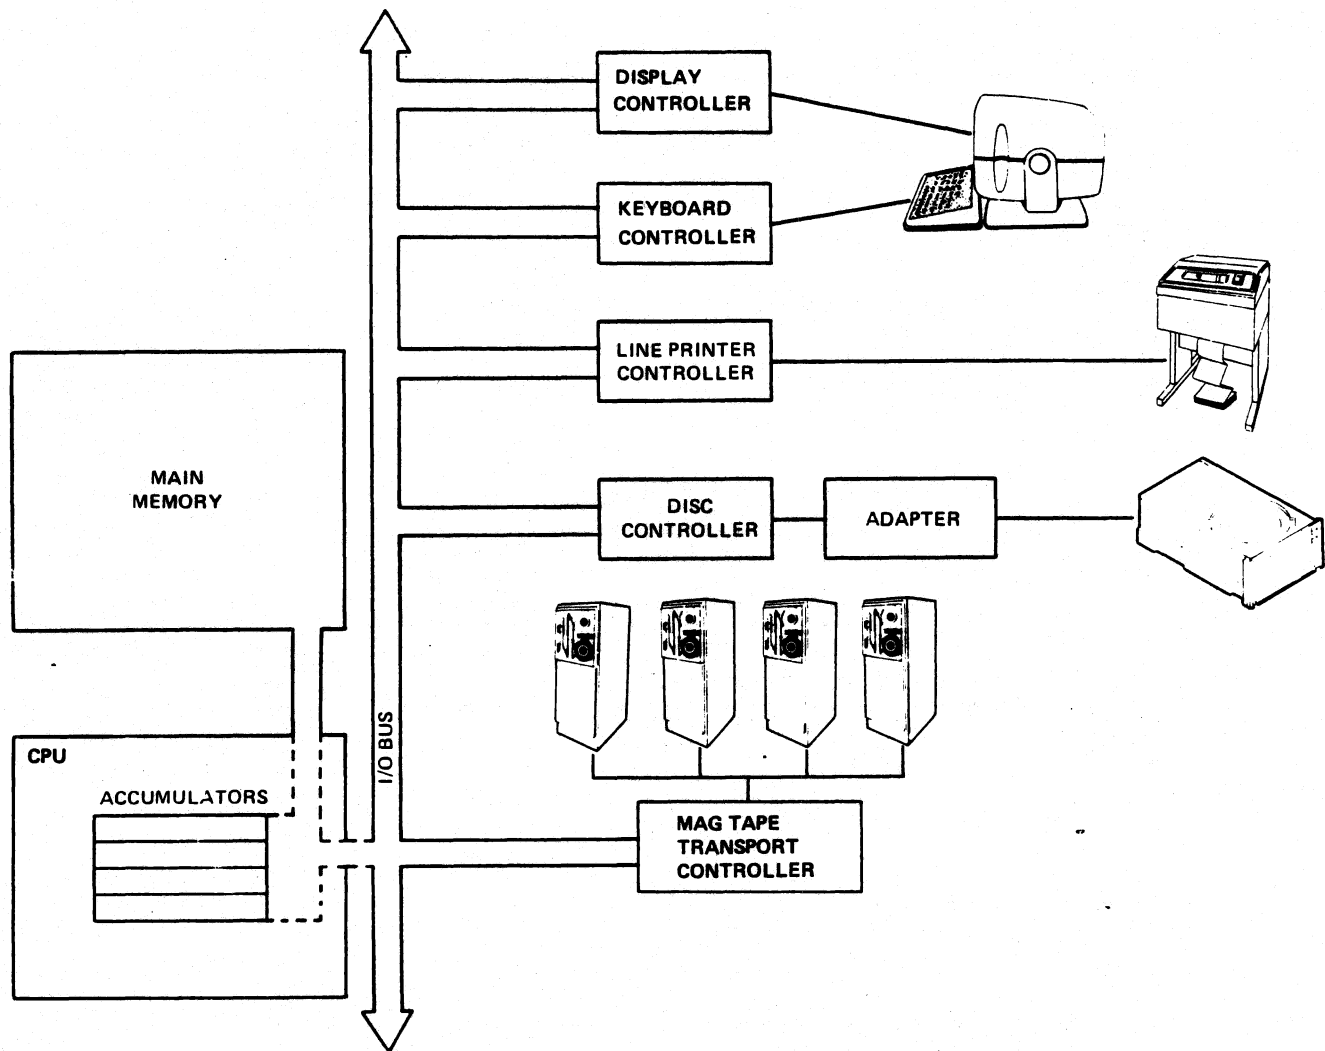 DISPLAY
CONTROLLER
KEYBOARD
CONTROLLER
LINE PRINTER
CONTROLLER
MAIN
MEMORY
DISC
CONTROLLER
ADAPTER
I/O BUS
CPU
ACCUMULATORS
MAG TAPE
TRANSPORT
CONTROLLER